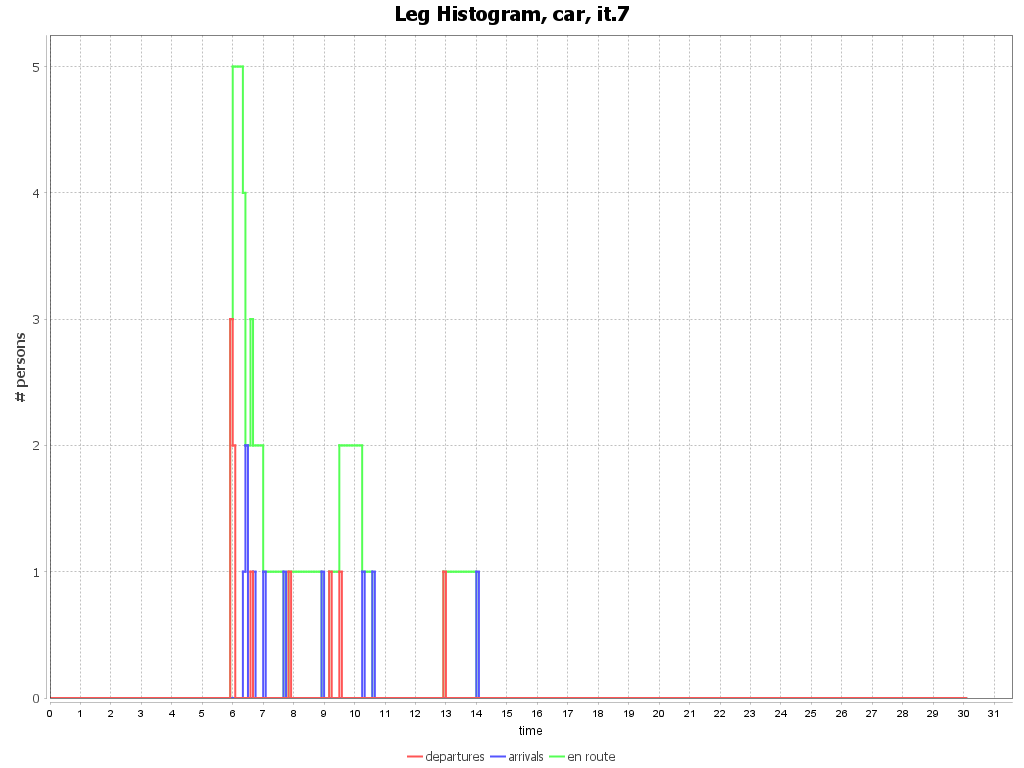 Leg Histogram, car, it.7
# persons
5
4
3
2
1
0
0 1 2 3 4 5 6 7 8 9 10 11 12 13 14 15 16 17 18 19 20 21 22 23 24 25 26 27 28 29 30 31
time
departures arrivals en route